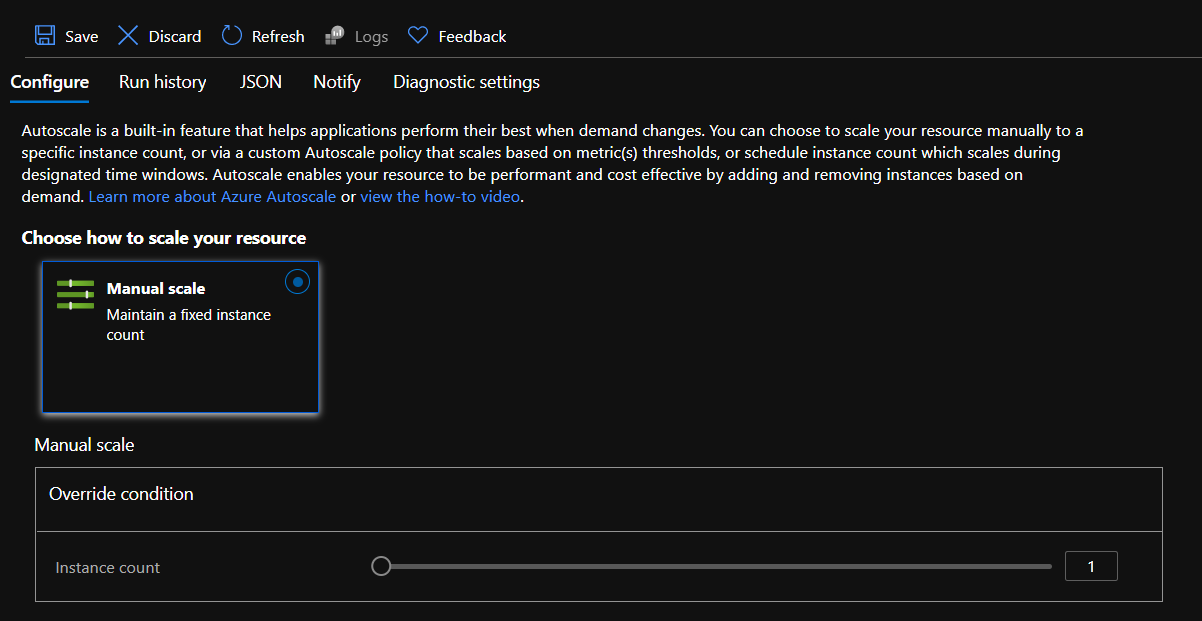 Save Discard Refresh Logs Feedback
Configure Run history JSON Notify Diagnostic settings
Autoscale is a built-in feature that helps applications perform their best when demand changes. You can choose to scale your resource manually to a
specific instance count, or via a custom Autoscale policy that scales based on metric(s) thresholds, or schedule instance count which scales during
designated time windows. Autoscale enables your resource to be performant and cost effective by adding and removing instances based on
demand. Learn more about Azure Autoscale or view the how-to video.
Choose how to scale your resource
Manual scale
Maintain a fixed instance
count
Manual scale
Override condition
Instance count 1